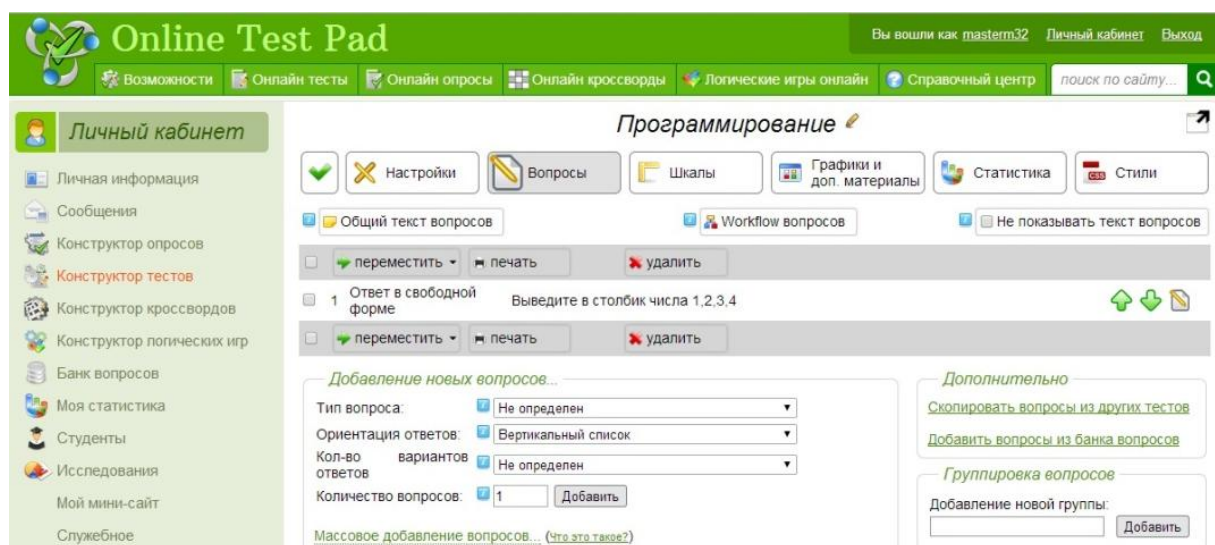 Online Test Pad
Вы вошли как masterm32 Личный кабинет Выход
Возможности Онлайн тесты Онлайн опросы Онлайн кроссворды Логические игры онлайн Справочный центр поиск по сайту...
Личный кабинет
Личная информация
Сообщения
Конструктор опросов
Конструктор тестов
Конструктор кроссвордов
Конструктор логических игр
Банк вопросов
Моя статистика
Студенты
Исследования
Мой мини-сайт
Служебное
Программирование
Настройки Вопросы Шкалы Графики и доп. материалы Статистика CSS Стили
Общий текст вопросов Workflow вопросов Не показывать текст вопросов
переместить печать удалить
1 Ответ в свободной форме Выведите в столбик числа 1,2,3,4
переместить печать удалить
Добавление новых вопросов...
Тип вопроса: Не определен
Ориентация ответов: Вертикальный список
Кол-во вариантов ответов Не определен
Количество вопросов: 1 Добавить
Массовое добавление вопросов... (Что это такое?)
Дополнительно
Скопировать вопросы из других тестов
Добавить вопросы из банка вопросов
Группировка вопросов
Добавление новой группы:
Добавить